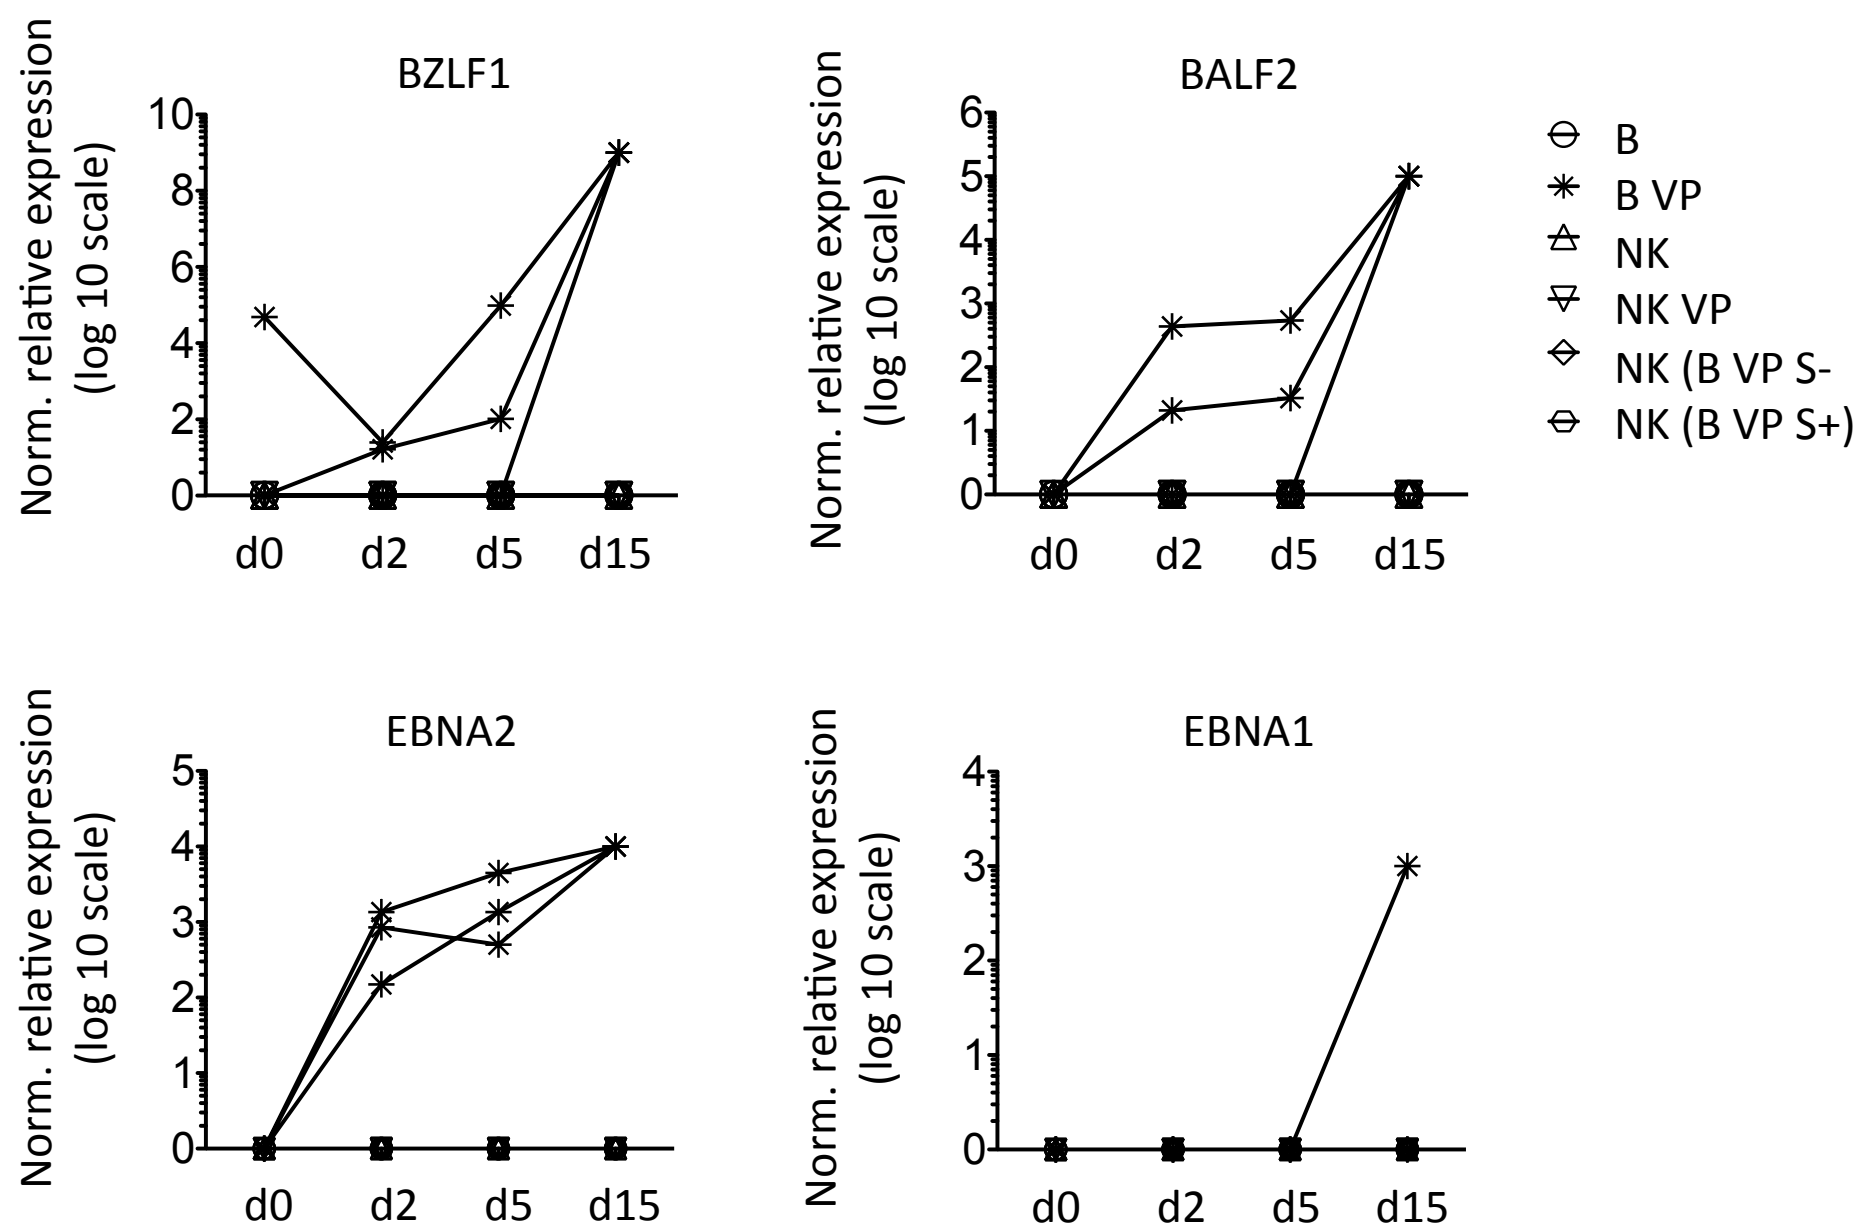 BZLF1
Norm. relative expression
(log 10 scale)
10
8
6
4
2
0
d0 d2 d5 d15
BALF2
Norm. relative expression
(log 10 scale)
6
5
4
3
2
1
0
d0 d2 d5 d15
B
B VP
NK
NK VP
NK (B VP S-
NK (B VP S+)
EBNA2
Norm. relative expression
(log 10 scale)
5
4
3
2
1
0
d0 d2 d5 d15
EBNA1
Norm. relative expression
(log 10 scale)
4
3
2
1
0
d0 d2 d5 d15